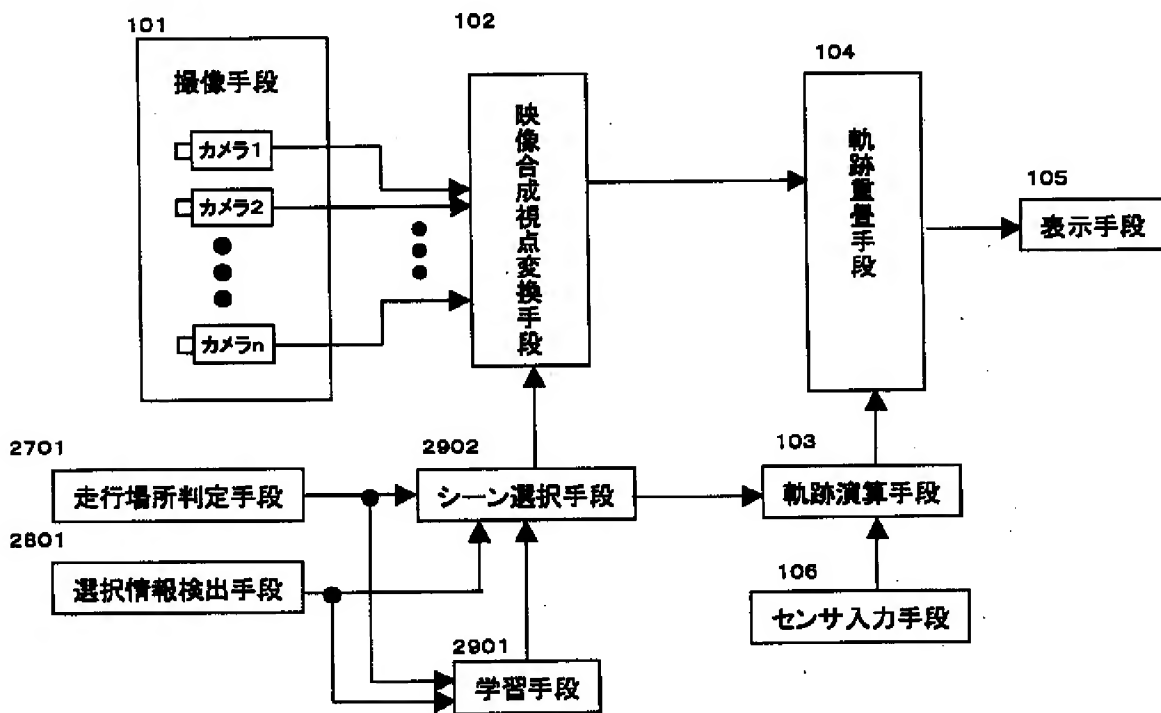 101
撮像手段
カメラ1
カメラ2
カメラn
102
映像合成視点変換手段
104
軌跡重畳手段
105
表示手段
2701
走行場所判定手段
2902
シーン選択手段
103
軌跡演算手段
2801
選択情報検出手段
106
センサ入力手段
2901
学習手段